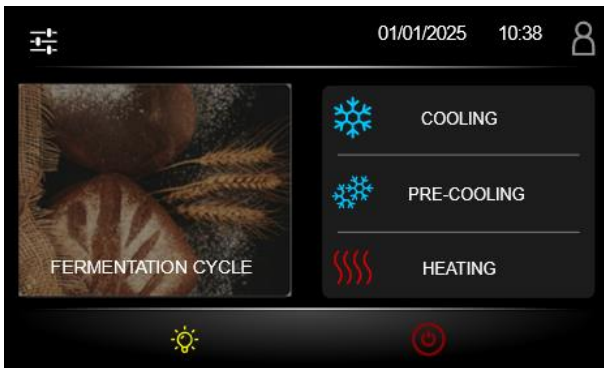 01/01/2025 10:38
COOLING
PRE-COOLING
FERMENTATION CYCLE
HEATING